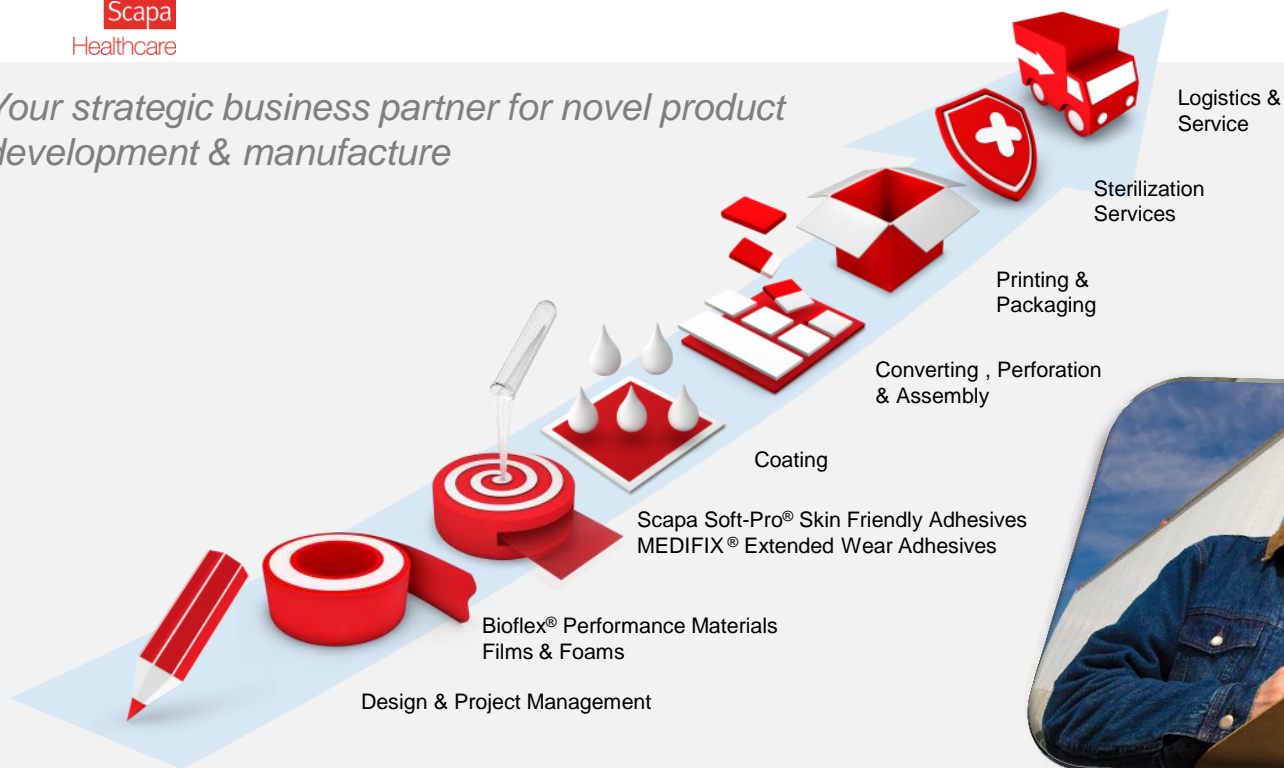 Scapa
Healthcare
Your strategic business partner for novel product
development & manufacture
Logistics &
Service
Sterilization
Services
Printing &
Packaging
Converting , Perforation
& Assembly
Coating
Scapa Soft-Pro® Skin Friendly Adhesives
MEDIFIX® Extended Wear Adhesives
Bioflex® Performance Materials
Films & Foams
Design & Project Management